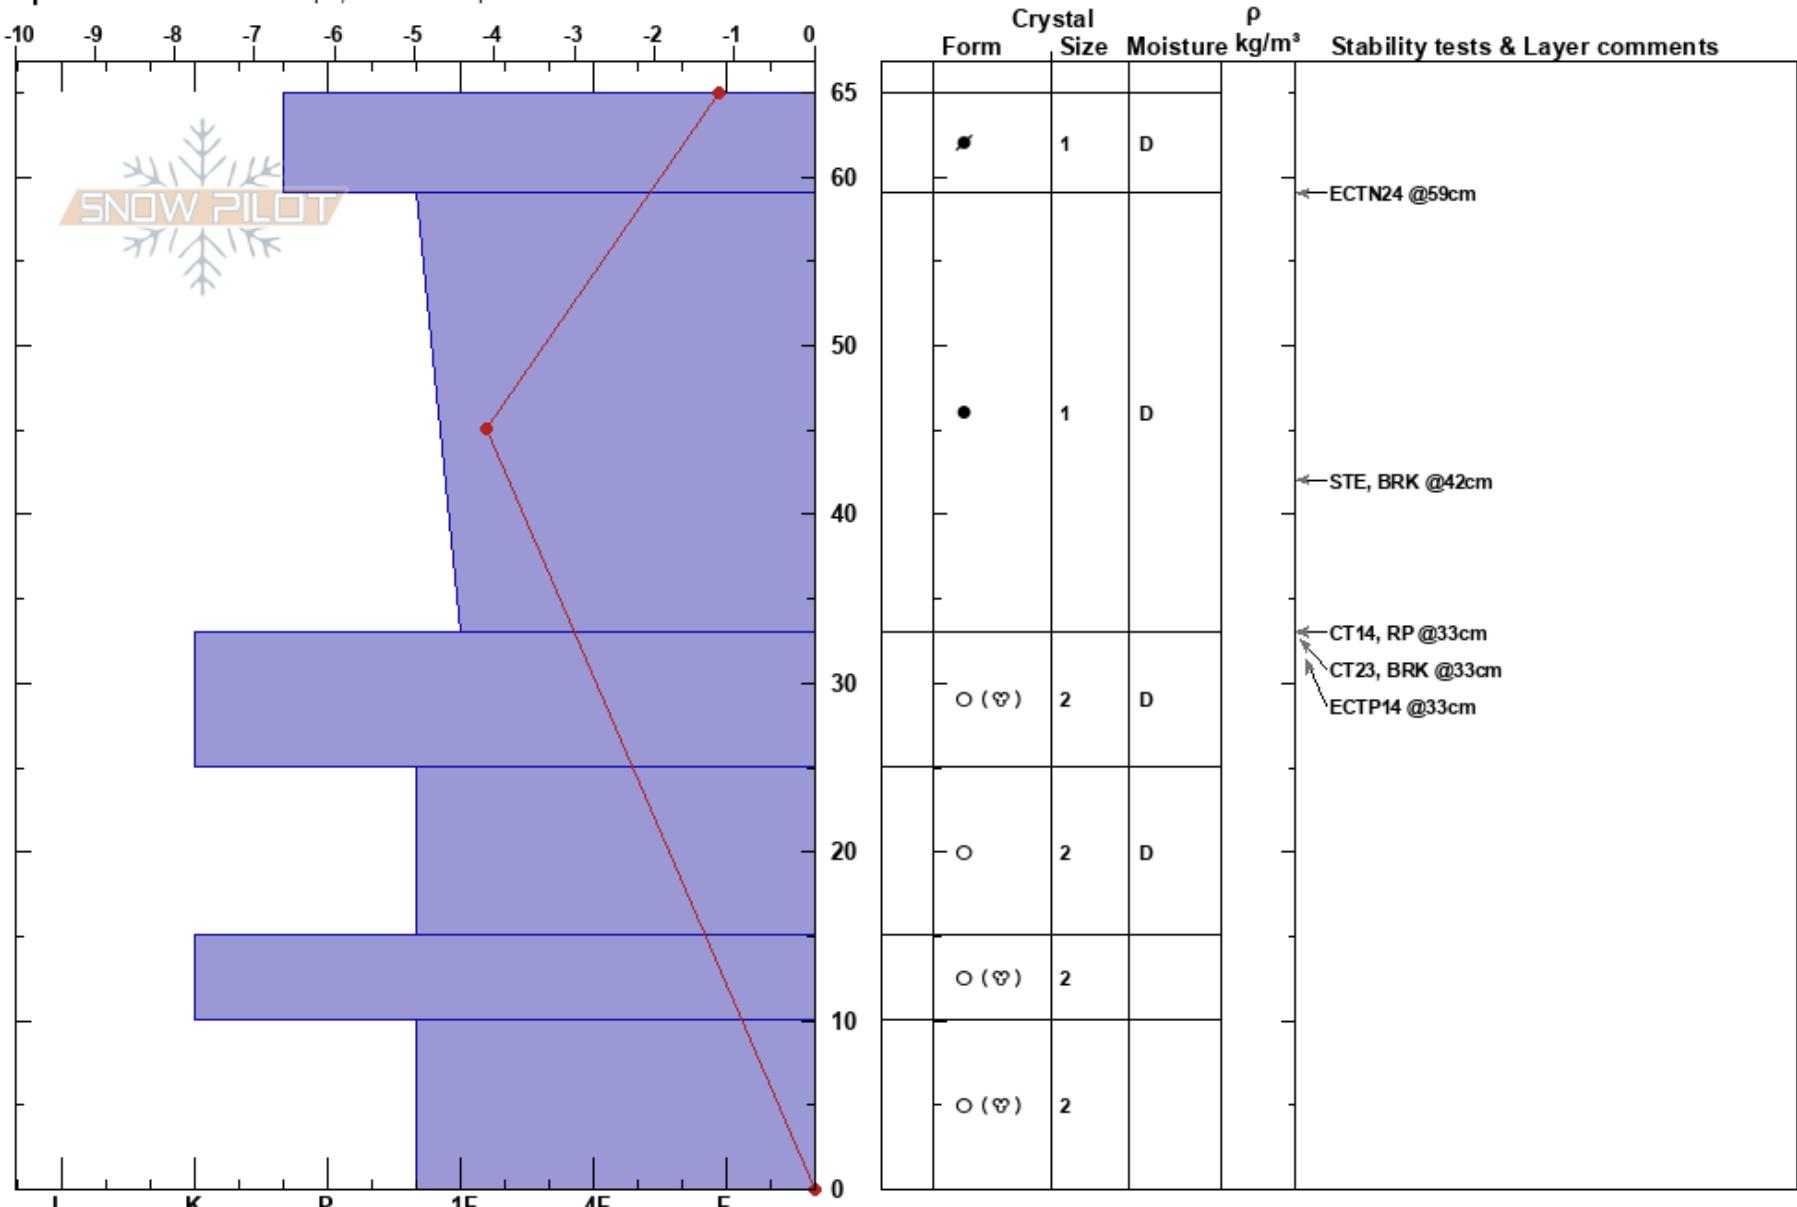 Crystal ρ
-10 -9 -8 -7 -6 -5 -4 -3 -2 -1 0 Form Size Moisture kg/m³ Stability tests & Layer comments
65
1 D
60
SNOW PILOT
ECTN24 @59cm
50
1 D
STE, BRK @42cm
40
CT14, RP @33cm
CT23, BRK @33cm
30 2 D
ECTP14 @33cm
20 2 D
2
10
2
0
I K P 1F 4F F